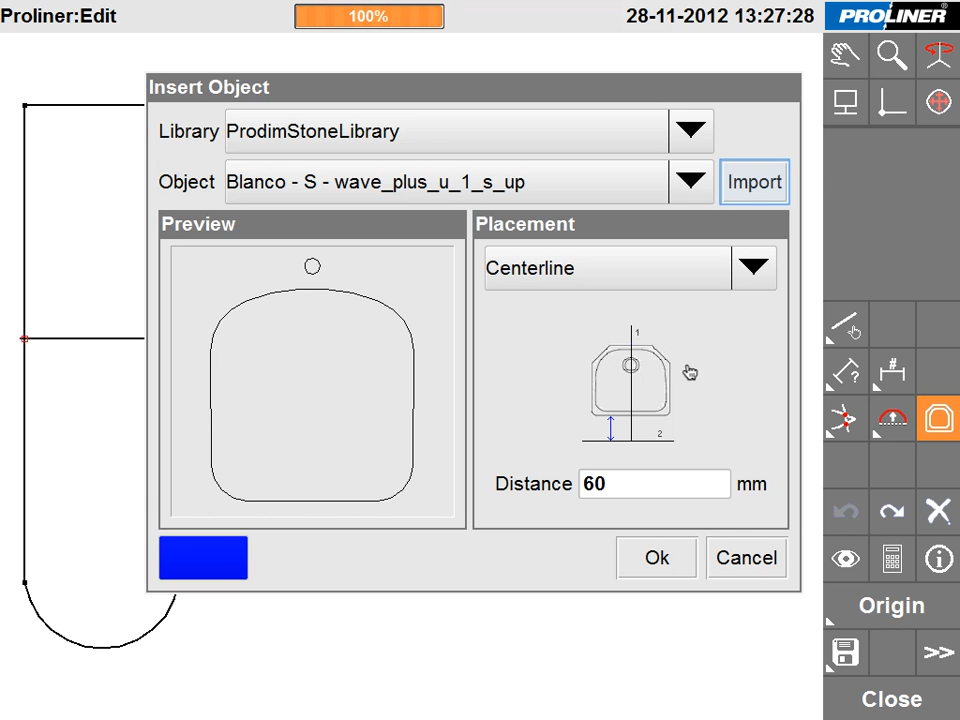 Proliner:Edit
100%
28-11-2012 13:27:28
PROLINER®
Insert Object
Library
ProdimStoneLibrary
Object
Blanco - S - wave_plus_u_1_s_up
Import
Preview
Placement
Centerline
1
2
Distance
60
mm
Ok
Cancel
?
#
i
Origin
>>
Close